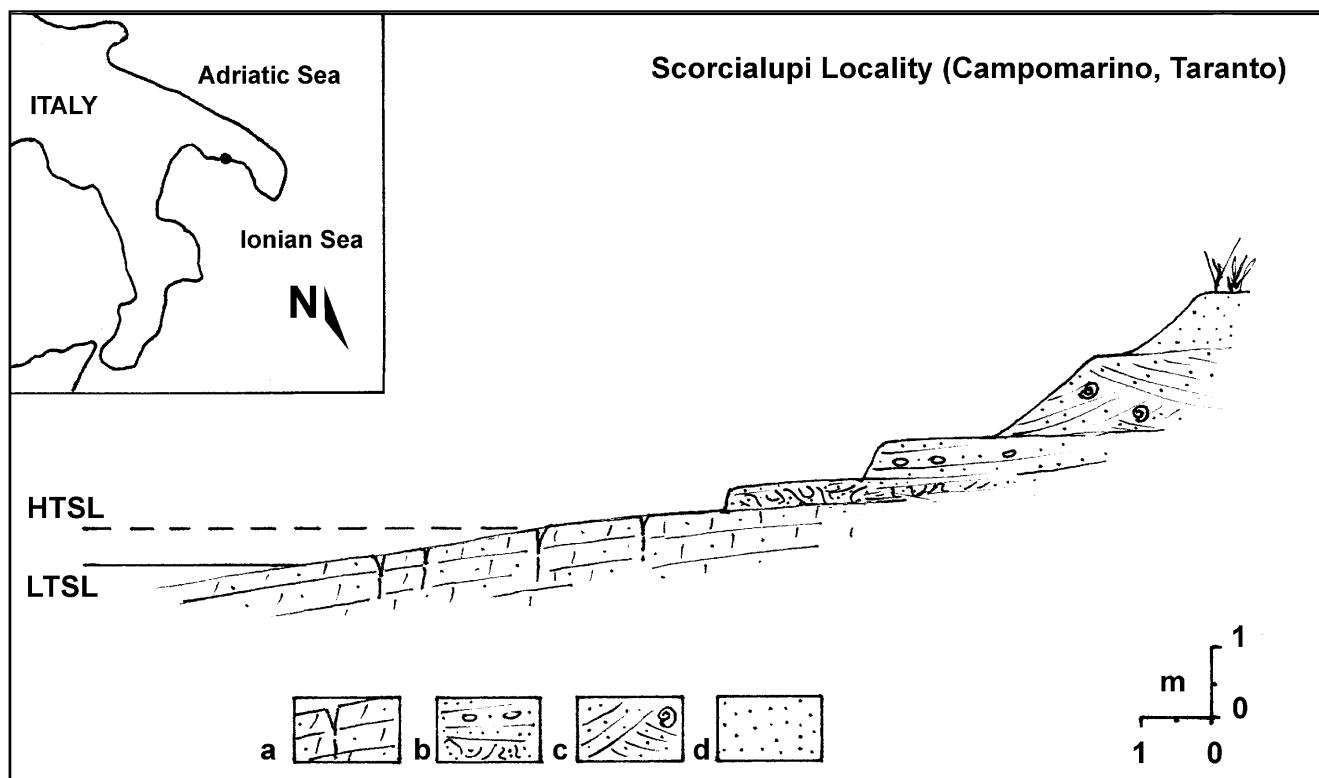 Scorcialupi Locality (Campomarino, Taranto)
Adriatic Sea
ITALY
Ionian Sea
N
HTSL
LTSL
a
b
c
d
1
m
0
1
0